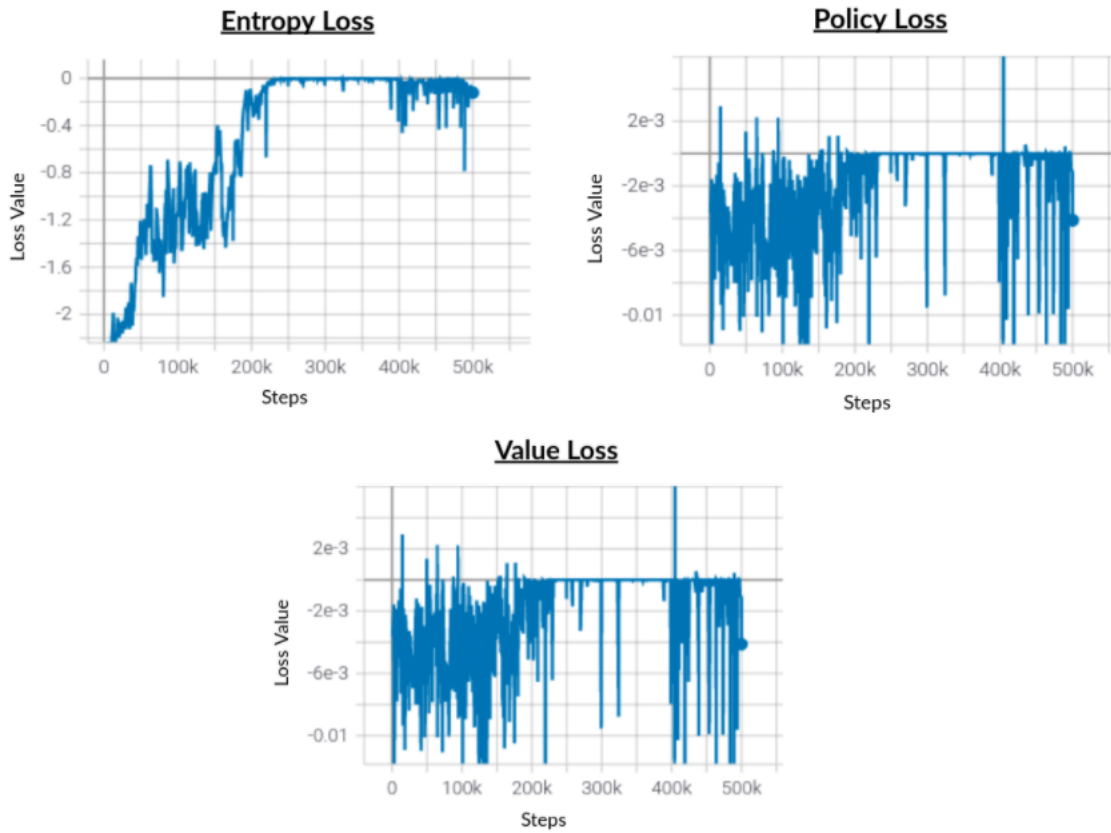 Entropy Loss
0
-0.4
-0.8
-1.2
-1.6
-2
Loss Value
0 100k 200k 300k 400k 500k
Steps
Policy Loss
2e-3
-2e-3
-6e-3
-0.01
Loss Value
0 100k 200k 300k 400k 500k
Steps
Value Loss
2e-3
-2e-3
-6e-3
-0.01
Loss Value
0 100k 200k 300k 400k 500k
Steps